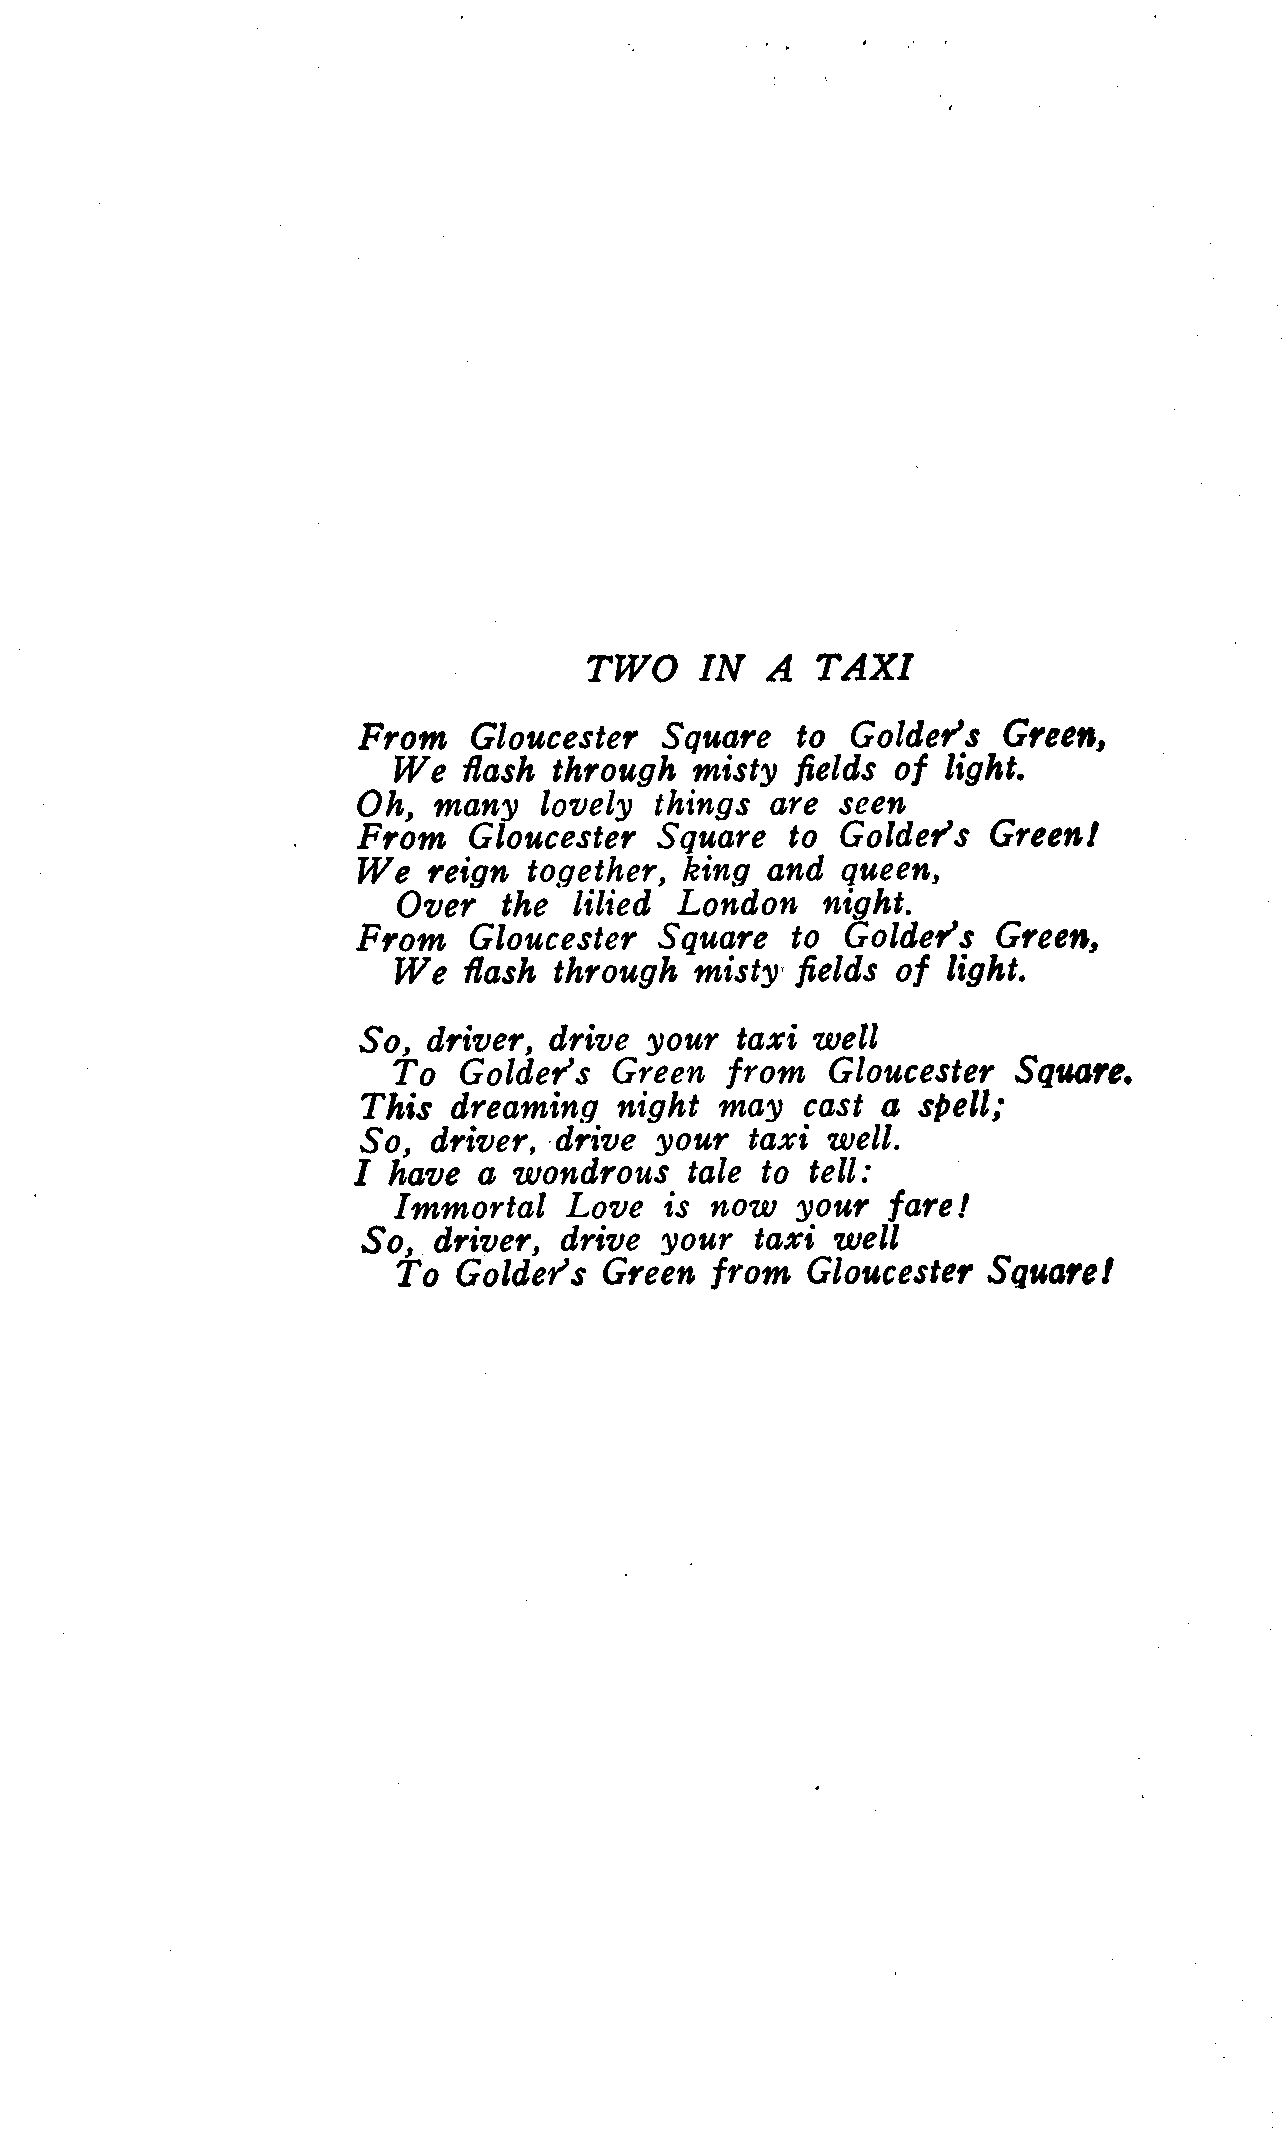 TWO IN A TAXI
From Gloucester Square to Golder's Green,
We flash through misty fields of light.
Oh, many lovely things are seen
From Gloucester Square to Golder's Green!
We reign together, king and queen,
Over the lilied London night.
From Gloucester Square to Golder's Green,
We flash through misty fields of light.
So, driver, drive your taxi well
To Golder's Green from Gloucester Square.
This dreaming night may cast a spell;
So, driver, drive your taxi well.
I have a wondrous tale to tell:
Immortal Love is now your fare!
So, driver, drive your taxi well
To Golder's Green from Gloucester Square!